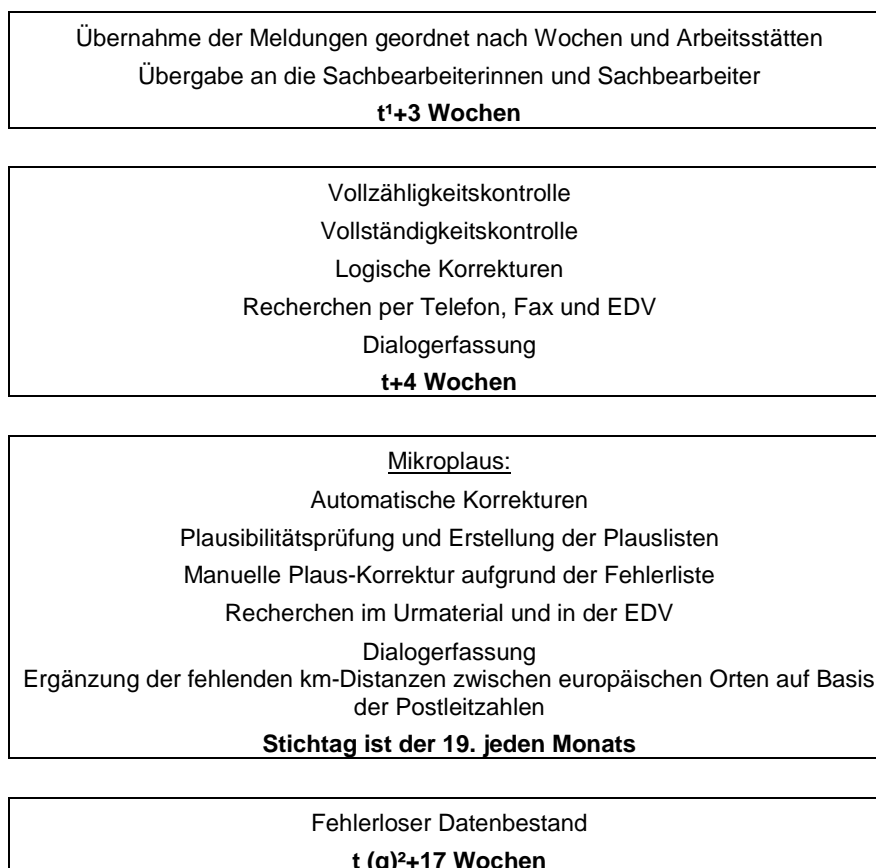 Übernahme der Meldungen geordnet nach Wochen und Arbeitsstätten
Übergabe an die Sachbearbeiterinnen und Sachbearbeiter
t¹+3 Wochen
Vollzähligkeitskontrolle
Vollständigkeitskontrolle
Logische Korrekturen
Recherchen per Telefon, Fax und EDV
Dialogerfassung
t+4 Wochen
Mikroplaus:
Automatische Korrekturen
Plausibilitätsprüfung und Erstellung der Plauslisten
Manuelle Plaus-Korrektur aufgrund der Fehlerliste
Recherchen im Urmaterial und in der EDV
Dialogerfassung
Ergänzung der fehlenden km-Distanzen zwischen europäischen Orten auf Basis
der Postleitzahlen
Stichtag ist der 19. jeden Monats
Fehlerloser Datenbestand
t (q)²+17 Wochen